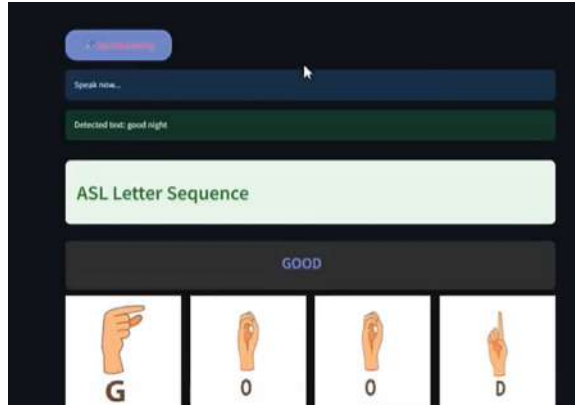 Speak now...
Detected text: good night
ASL Letter Sequence
GOOD
G O O D